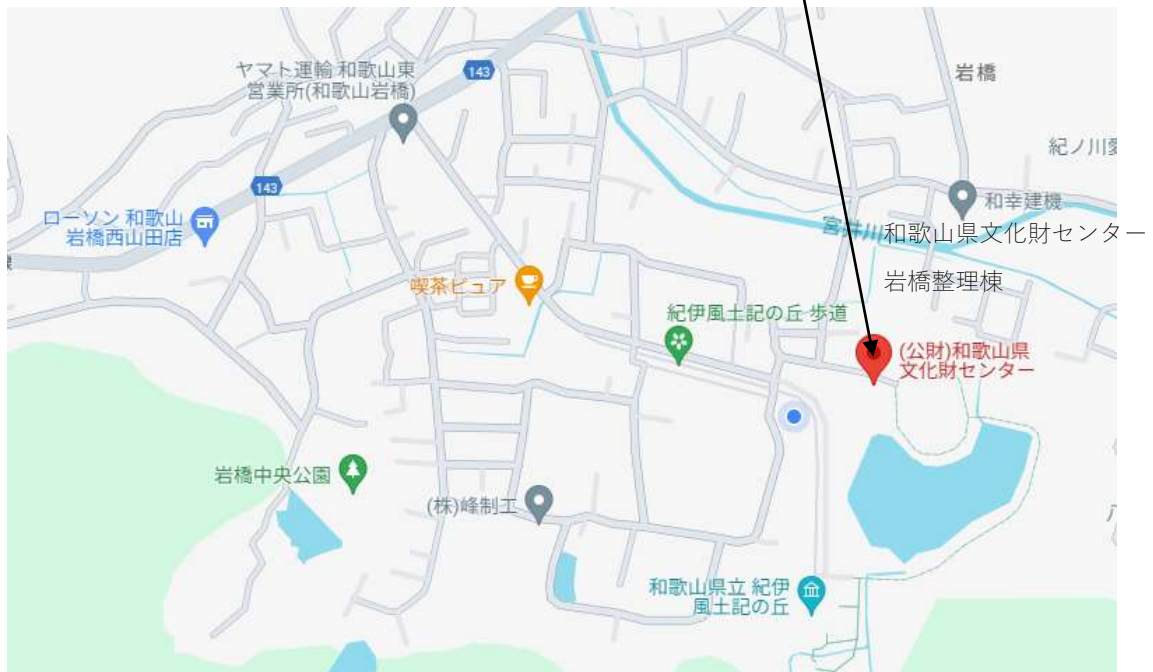 ヤマト運輸 和歌山東
営業所(和歌山岩橋)
143
岩橋
紀ノ川愛
143
和幸建機
ローソン 和歌山
岩橋西山田店
宮井川
和歌山県文化財センター
岩橋整理棟
喫茶ピュア
紀伊風土記の丘 歩道
(公財)和歌山県
文化財センター
岩橋中央公園
(株)峰制工
和歌山県立 紀伊
風土記の丘